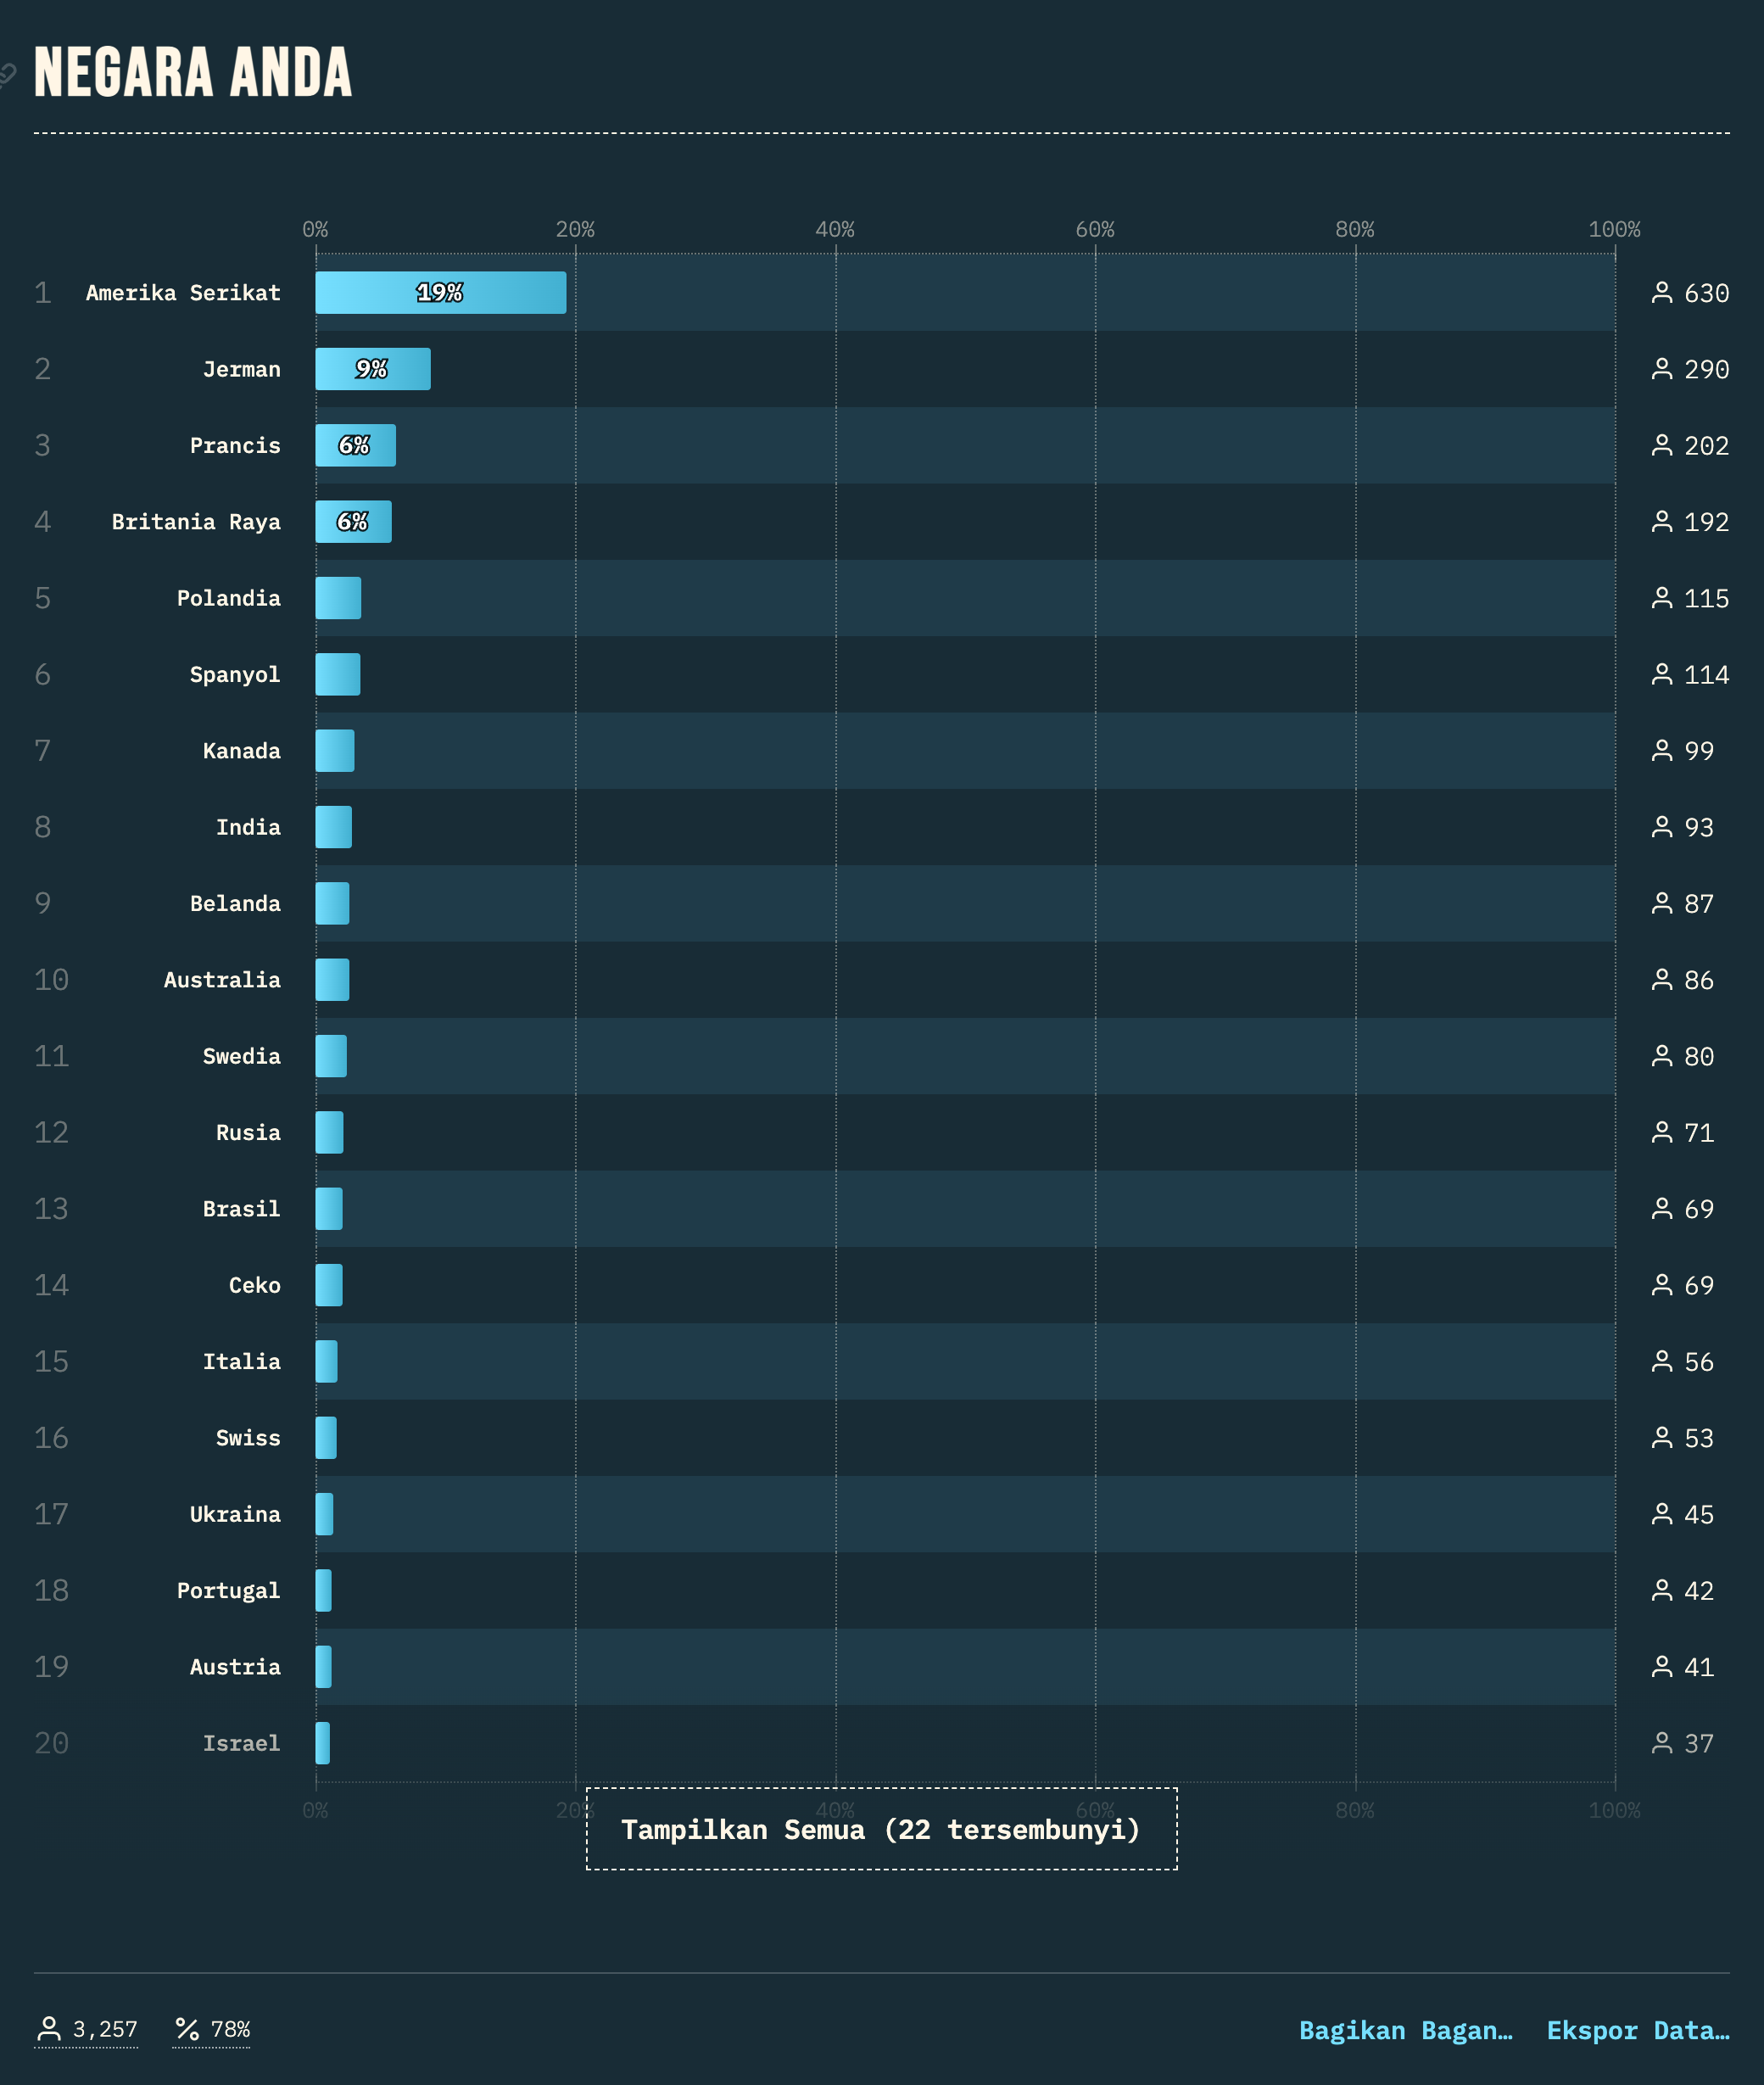 NEGARA ANDA
0% 20% 40% 60% 80% 100%
1 Amerika Serikat 19% 630
2 Jerman 9% 290
3 Prancis 6% 202
4 Britania Raya 6% 192
5 Polandia 115
6 Spanyol 114
7 Kanada 99
8 India 93
9 Belanda 87
10 Australia 86
11 Swedia 80
12 Rusia 71
13 Brasil 69
14 Ceko 69
15 Italia 56
16 Swiss 53
17 Ukraina 45
18 Portugal 42
19 Austria 41
20 Israel 37
0% 20% 40% 60% 80% 100%
Tampilkan Semua (22 tersembunyi)
3,257 78% Bagikan Bagan… Ekspor Data…